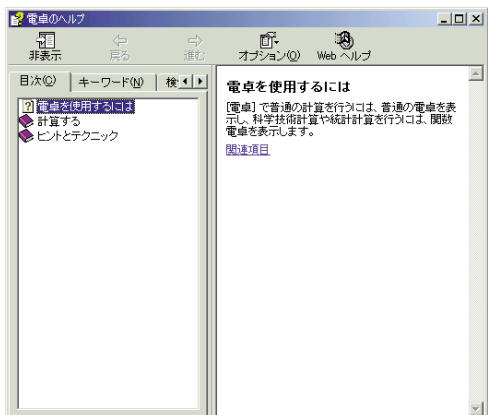 電卓のヘルプ
非表示 戻る 進む オプション(O) Web ヘルプ
目次(C) キーワード(N) 検
電卓を使用するには
計算する
ヒントとテクニック
電卓を使用するには
[電卓] で普通の計算を行うには、普通の電卓を表
示し、科学技術計算や統計計算を行うには、関数
電卓を表示します。
関連項目